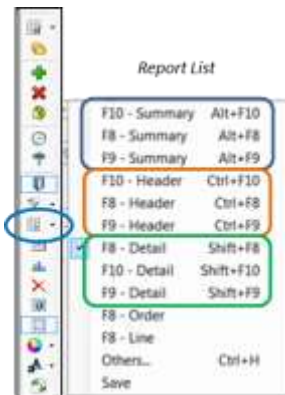 Report List
F10 - Summary Alt+F10
F8 - Summary Alt+F8
F9 - Summary Alt+F9
F10 - Header Ctrl+F10
F8 - Header Ctrl+F8
F9 - Header Ctrl+F9
F8 - Detail Shift+F8
F10 - Detail Shift+F10
F9 - Detail Shift+F9
F8 - Order
F8 - Line
Others... Ctrl+H
Save